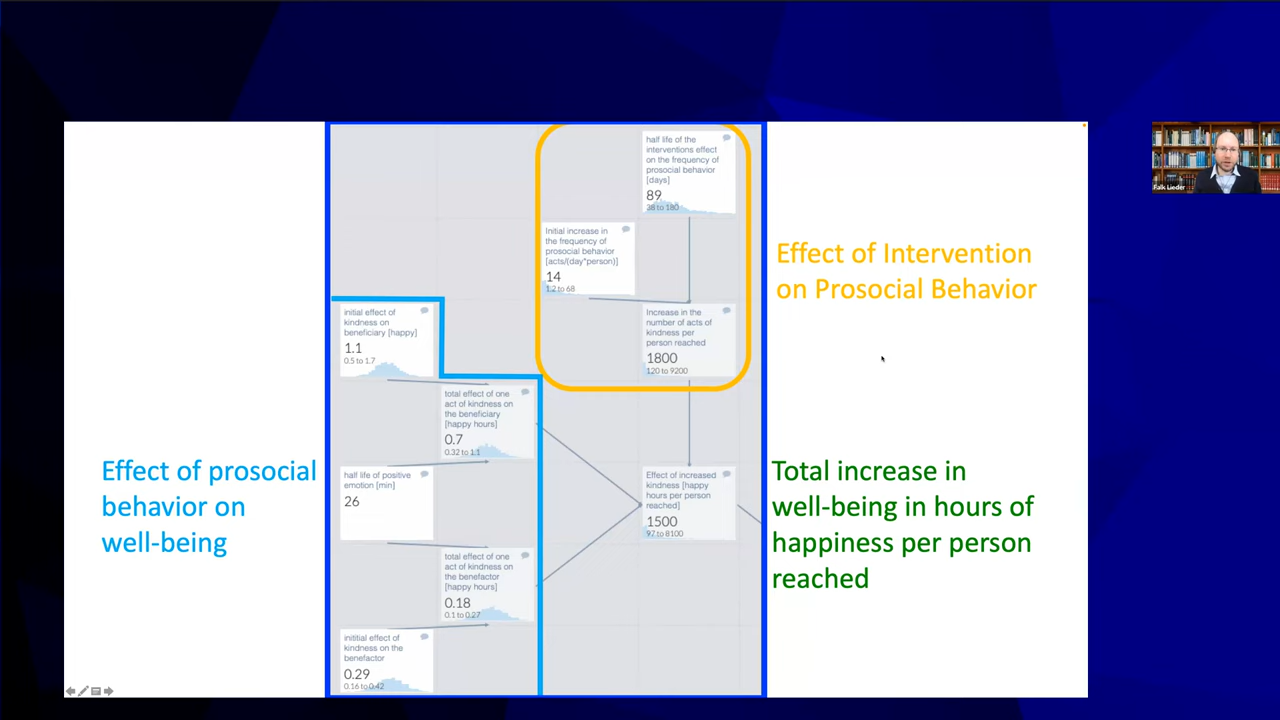 half life of the
interventions effect
on the frequency of
prosocial behavior
[days]
89
38 to 180
Initial increase in
the frequency of
prosocial behavior
[acts/(day*person)]
14
1.2 to 68
Increase in the
number of acts of
kindness per
person reached
1800
120 to 9200
Effect of Intervention
on Prosocial Behavior
initial effect of
kindness on
beneficiary [happy]
1.1
0.5 to 1.7
total effect of one
act of kindness on
the beneficiary
[happy hours]
0.7
0.32 to 1.1
half life of positive
emotion [min]
26
total effect of one
act of kindness on
the benefactor
[happy hours]
0.18
0.1 to 0.27
inititial effect of
kindness on the
benefactor
0.29
0.16 to 0.42
Effect of prosocial
behavior on
well-being
Effect of increased
kindness [happy
hours per person
reached]
1500
97 to 8100
Total increase in
well-being in hours of
happiness per person
reached
Falk Lieder